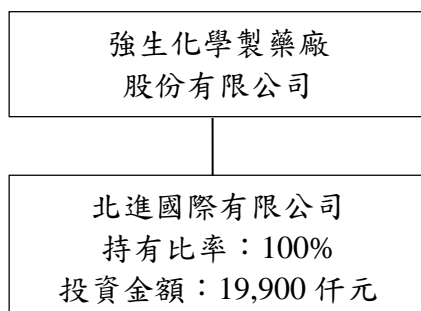 強生化學製藥廠
股份有限公司
北進國際有限公司
持有比率：100%
投資金額：19,900 仟元